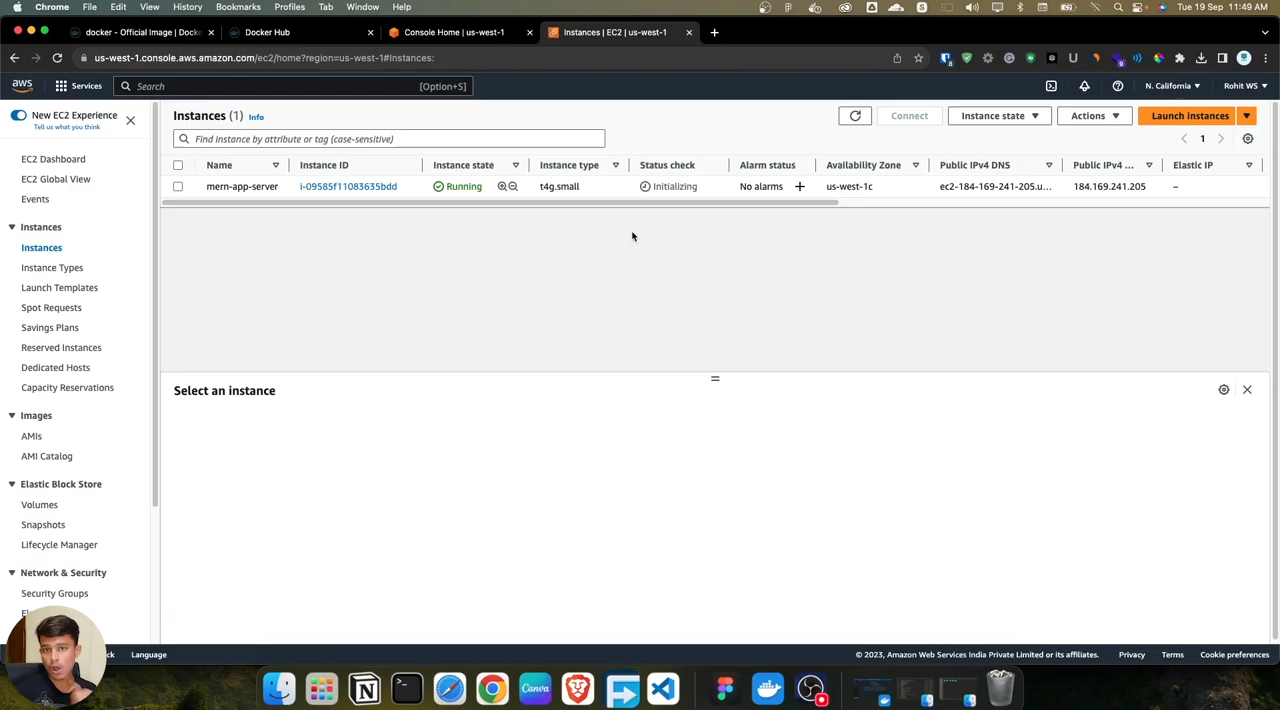 Chrome File Edit View History Bookmarks Profiles Tab Window Help Tue 19 Sep 11:49 AM
docker - Official Image | Docke Docker Hub Console Home | us-west-1 Instances | EC2 | us-west-1
us-west-1.console.aws.amazon.com/ec2/home?region=us-west-1#Instances:
aws Services Search [Option+S] N. California Rohit WS
New EC2 Experience
Tell us what you think
EC2 Dashboard
EC2 Global View
Events
Instances
Instances
Instance Types
Launch Templates
Spot Requests
Savings Plans
Reserved Instances
Dedicated Hosts
Capacity Reservations
Images
AMIs
AMI Catalog
Elastic Block Store
Volumes
Snapshots
Lifecycle Manager
Network & Security
Security Groups
Instances (1) Info Connect Instance state Actions Launch instances
Find instance by attribute or tag (case-sensitive) 1
Name Instance ID Instance state Instance type Status check Alarm status Availability Zone Public IPv4 DNS Public IPv4 ... Elastic IP
mern-app-server i-09585f11083635bdd Running t4g.small Initializing No alarms + us-west-1c ec2-184-169-241-205.u... 184.169.241.205 –
Select an instance
Language © 2023, Amazon Web Services India Private Limited or its affiliates. Privacy Terms Cookie preferences
Canva